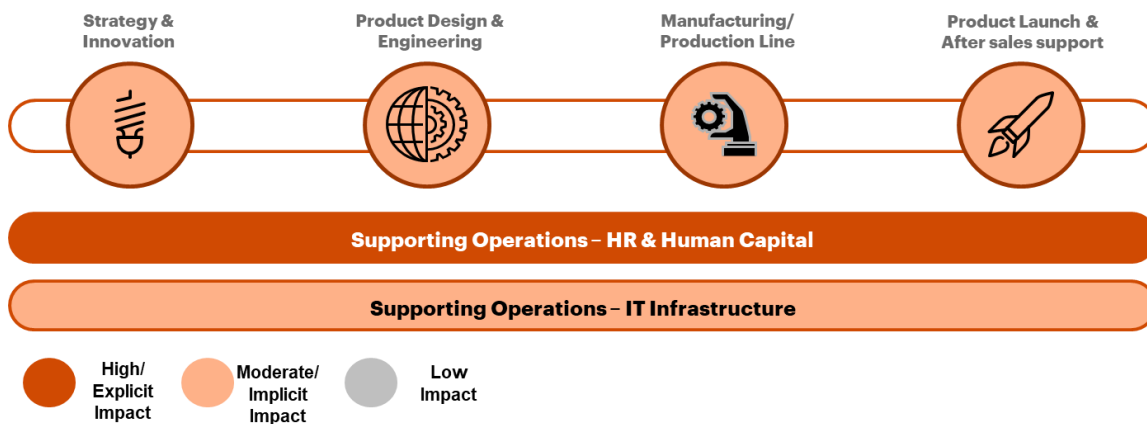 Strategy &
Innovation
Product Design &
Engineering
Manufacturing/
Production Line
Product Launch &
After sales support
Supporting Operations – HR & Human Capital
Supporting Operations – IT Infrastructure
High/
Explicit
Impact
Moderate/
Implicit
Impact
Low
Impact